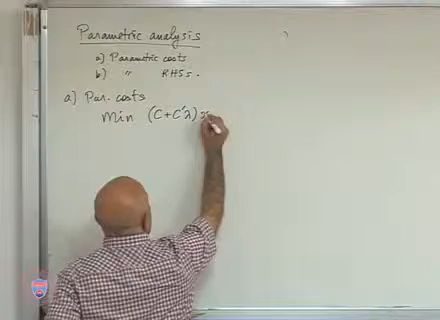 Parametric analysis
a) Parametric costs
b) " RHSs.
a) Par. costs
Min (C+C'λ)x